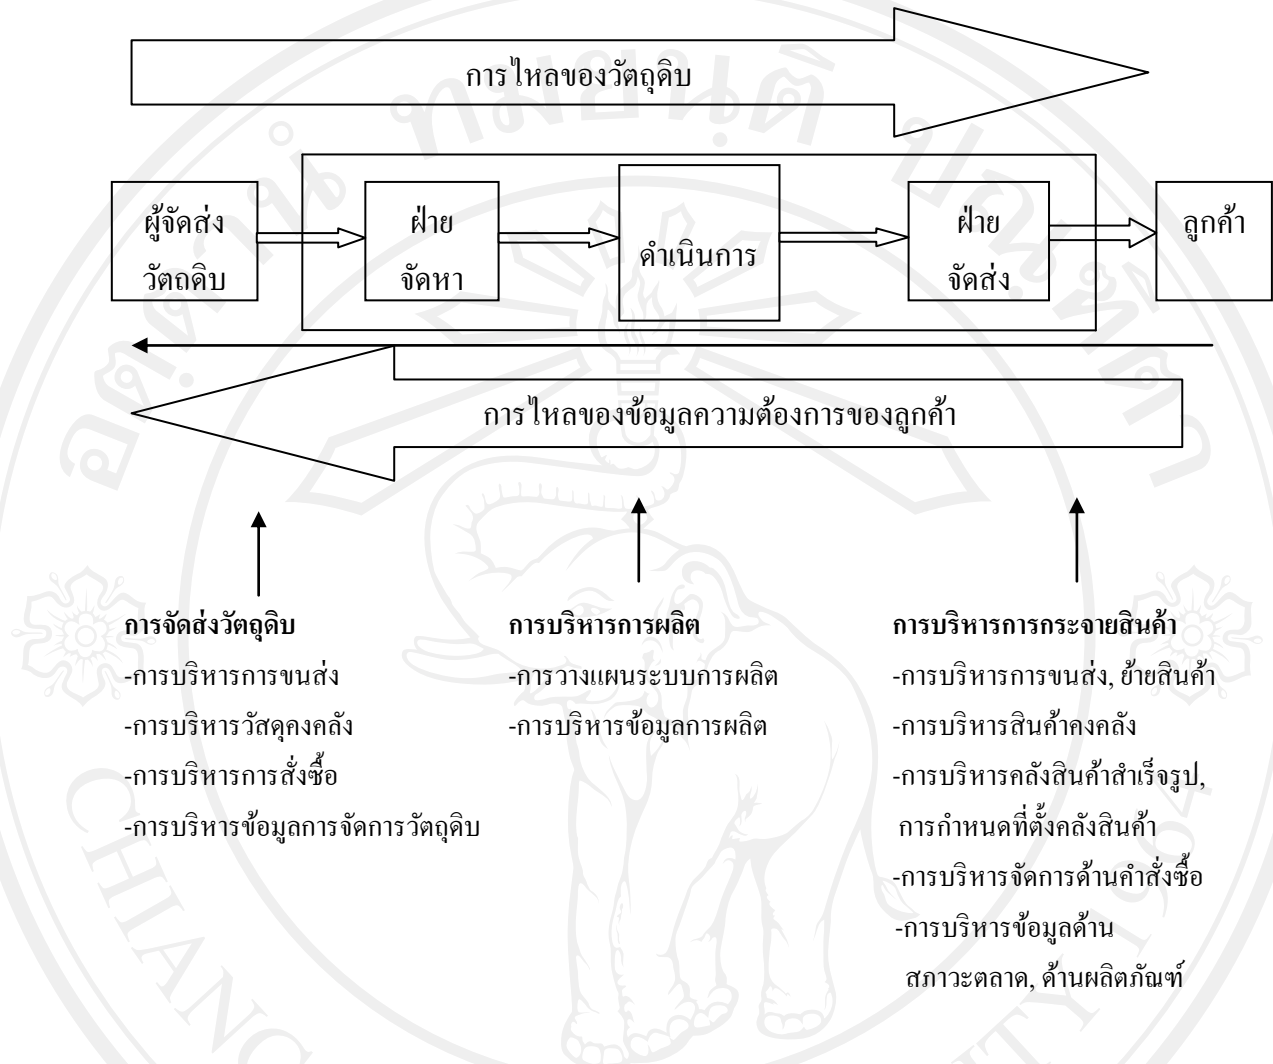 การไหลของวัตถุดิบ
ผู้จัดส่ง
วัตถดิบ
ฝ่าย
จัดหา
ดำเนินการ
ฝ่าย
จัดส่ง
ลูกค้า
การไหลของข้อมูลความต้องการของลูกค้า
การจัดส่งวัตถุดิบ
-การบริหารการขนส่ง
-การบริหารวัสดุคงคลัง
-การบริหารการสั่งซื้อ
-การบริหารข้อมูลการจัดการวัตถุดิบ
การบริหารการผลิต
-การวางแผนระบบการผลิต
-การบริหารข้อมูลการผลิต
การบริหารการกระจายสินค้า
-การบริหารการขนส่ง, ย้ายสินค้า
-การบริหารสินค้าคงคลัง
-การบริหารคลังสินค้าสำเร็จรูป,
การกำหนดที่ตั้งคลังสินค้า
-การบริหารจัดการด้านคำสั่งซื้อ
-การบริหารข้อมูลด้าน
สภาวะตลาด, ด้านผลิตภัณฑ์